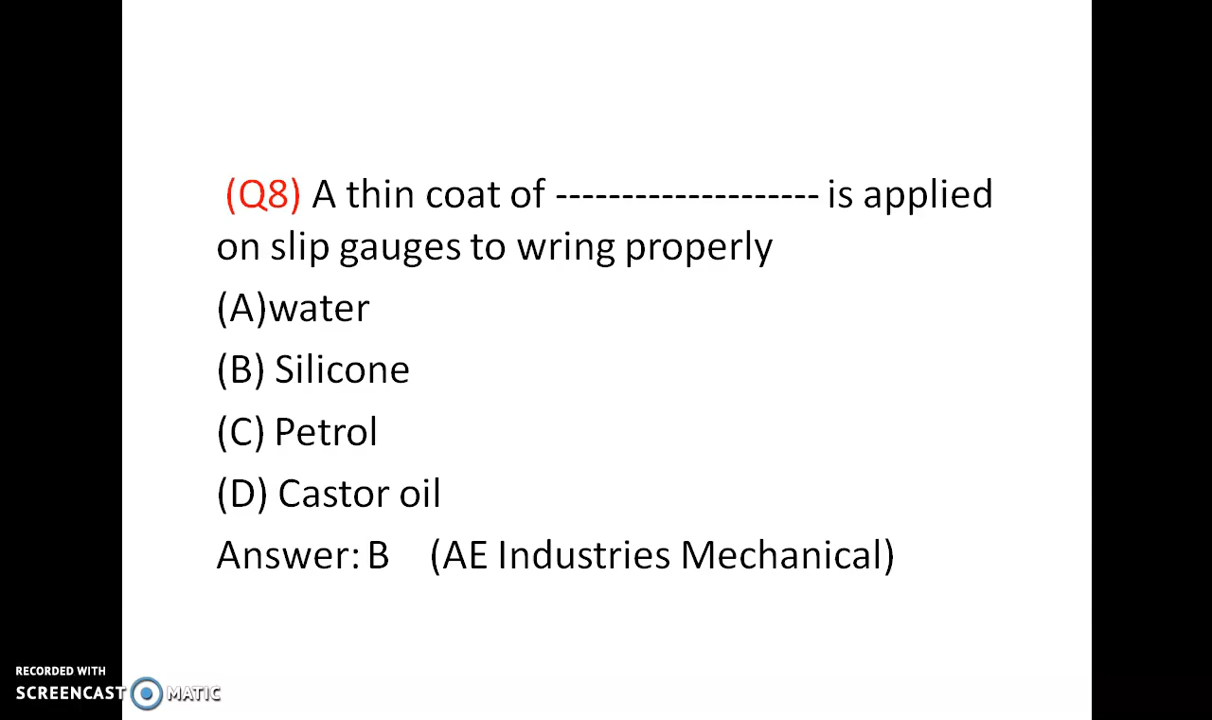 (Q8) A thin coat of -------------------- is applied
on slip gauges to wring properly
(A)water
(B) Silicone
(C) Petrol
(D) Castor oil
Answer: B (AE Industries Mechanical)
RECORDED WITH
SCREENCAST MATIC